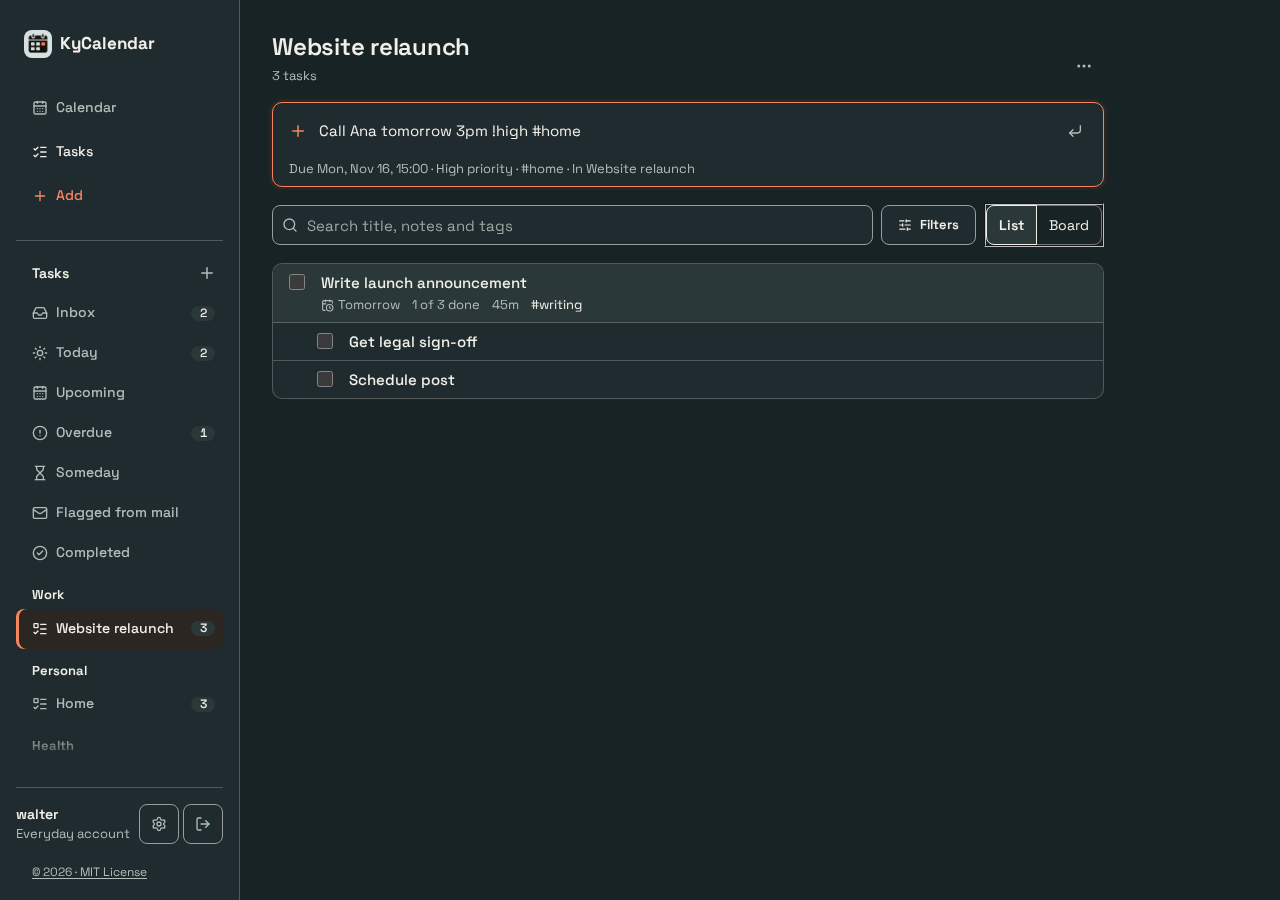 KyCalendar
Calendar
Tasks
Add
Tasks
Inbox 2
Today 2
Upcoming
Overdue 1
Someday
Flagged from mail
Completed
Work
Website relaunch 3
Personal
Home 3
Health
walter
Everyday account
© 2026 · MIT License
Website relaunch
3 tasks
Call Ana tomorrow 3pm !high #home
Due Mon, Nov 16, 15:00 · High priority · #home · In Website relaunch
Search title, notes and tags
Filters
List
Board
Write launch announcement
Tomorrow 1 of 3 done 45m #writing
Get legal sign-off
Schedule post